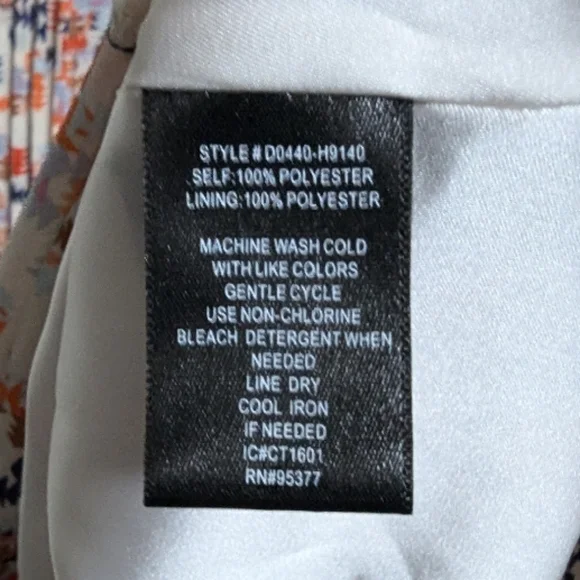 STYLE # D0440-H9140
SELF:100% POLYESTER
LINING:100% POLYESTER
MACHINE WASH COLD
WITH LIKE COLORS
GENTLE CYCLE
USE NON-CHLORINE
BLEACH DETERGENT WHEN
NEEDED
LINE DRY
COOL IRON
IF NEEDED
IC#CT1601
RN#95377